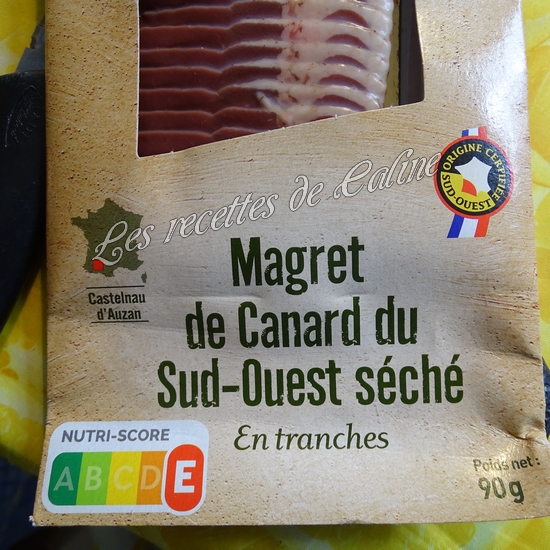 ORIGINE CERTIFIÉE
SUD-OUEST
Les recettes de Caline
Castelnau
d'Auzan
Magret
de Canard du
Sud-Ouest séché
En tranches
NUTRI-SCORE
A B C D E
Poids net :
90g